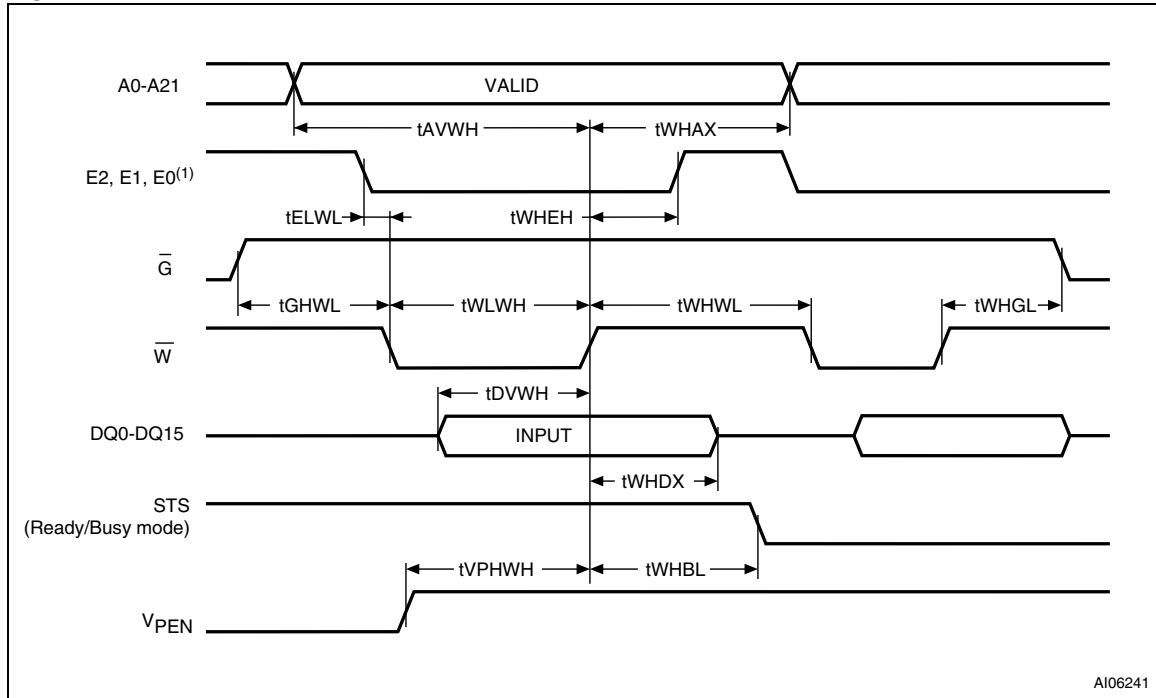 A0-A21
VALID
tAVWH
tWHAX
E2, E1, E0(1)
tELWL
tWHEH
G
tGHWL
tWLWH
tWHWL
tWHGL
W
tDVWH
DQ0-DQ15
INPUT
tWHDX
STS
(Ready/Busy mode)
tVPHWH
tWHBL
VPEN
AI06241